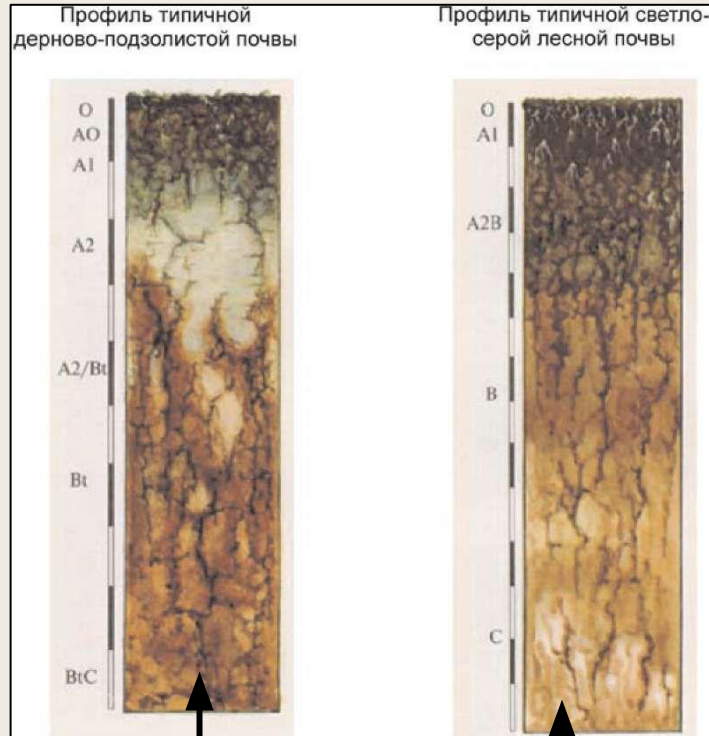 Профиль типичной
дерново-подзолистой почвы
O
AO
A1
A2
A2/Bt
Bt
BtC
Профиль типичной светло-
серой лесной почвы
O
A1
A2B
B
C